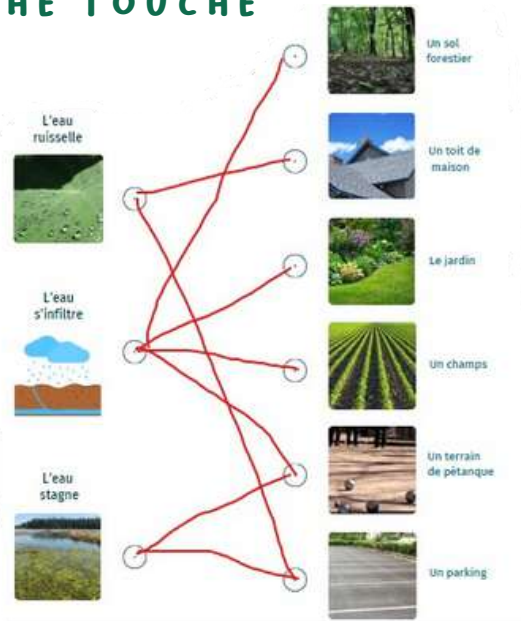 HE TOUCHE
L'eau
ruisselle
L'eau
s'infiltre
L'eau
stagne
Un sol
forestier
Un toit de
maison
Le jardin
Un champs
Un terrain
de pétanque
Un parking